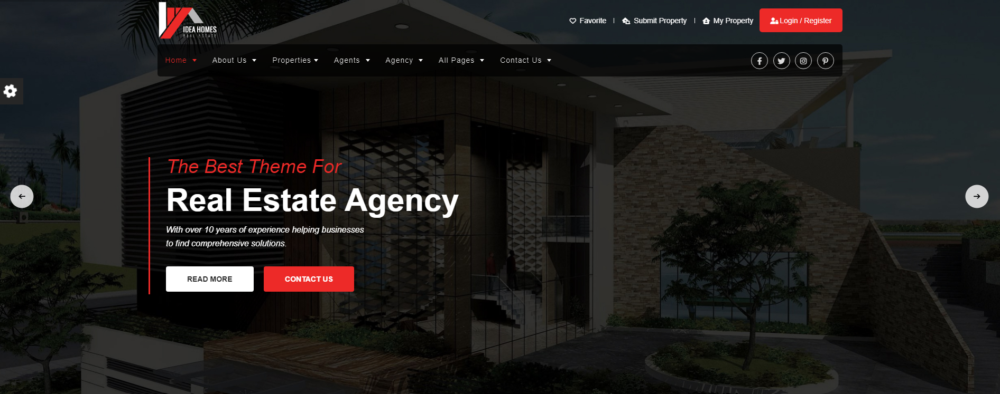 IDEA HOMES
REAL ESTATE
Favorite
Submit Property
My Property
Login / Register
Home
About Us
Properties
Agents
Agency
All Pages
Contact Us
The Best Theme For
Real Estate Agency
With over 10 years of experience helping businesses
to find comprehensive solutions.
READ MORE
CONTACT US